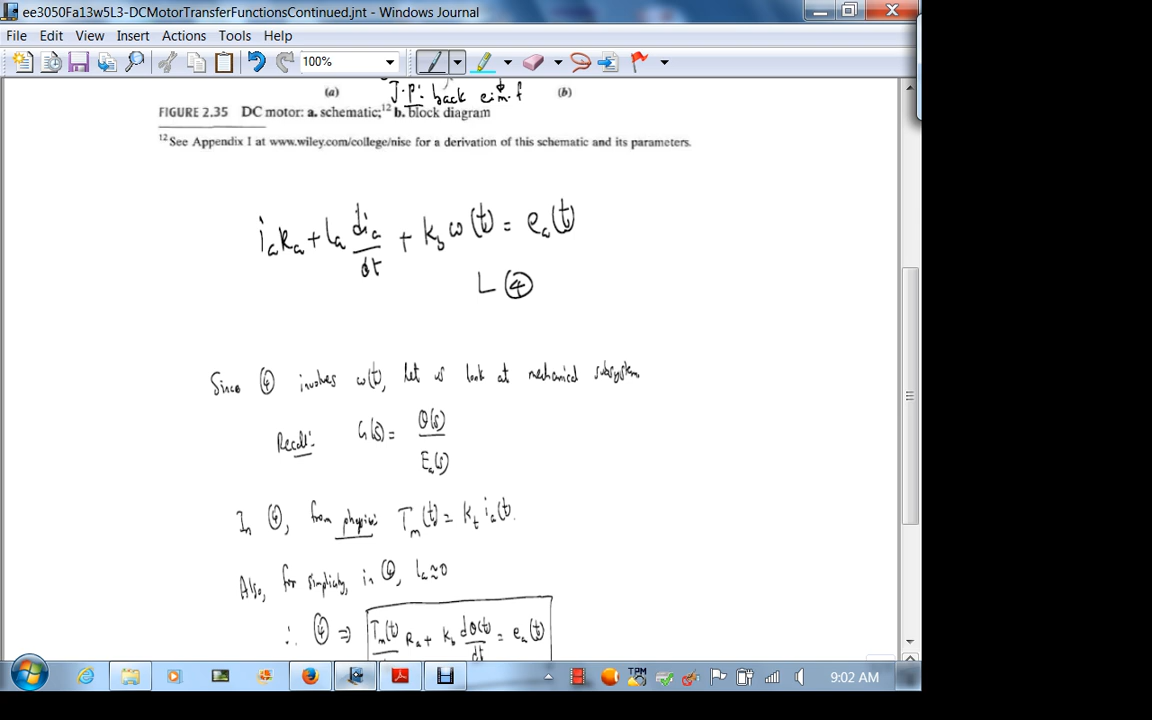 ee3050Fa13w5L3-DCMotorTransferFunctionsContinued.jnt - Windows Journal
File Edit View Insert Actions Tools Help
100%
(a) (b)
J.P: back e.m.f
FIGURE 2.35 DC motor: a. schematic;12 b. block diagram
12See Appendix I at www.wiley.com/college/nise for a derivation of this schematic and its parameters.
iaRa + La dia/dt + Kb ω(t) = ea(t)
L ④
Since ④ involves ω(t), let us look at mechanical subsystem.
Recall: G(s) = Θ(s)/Ea(s)
In ④, from physics: Tm(t) = Kt ia(t).
Also, for simplicity, in ④, La≈0
∴ ④ ⇒ Tm(t) Ra + Kb dθ(t)/dt = ea(t)
TPM
9:02 AM